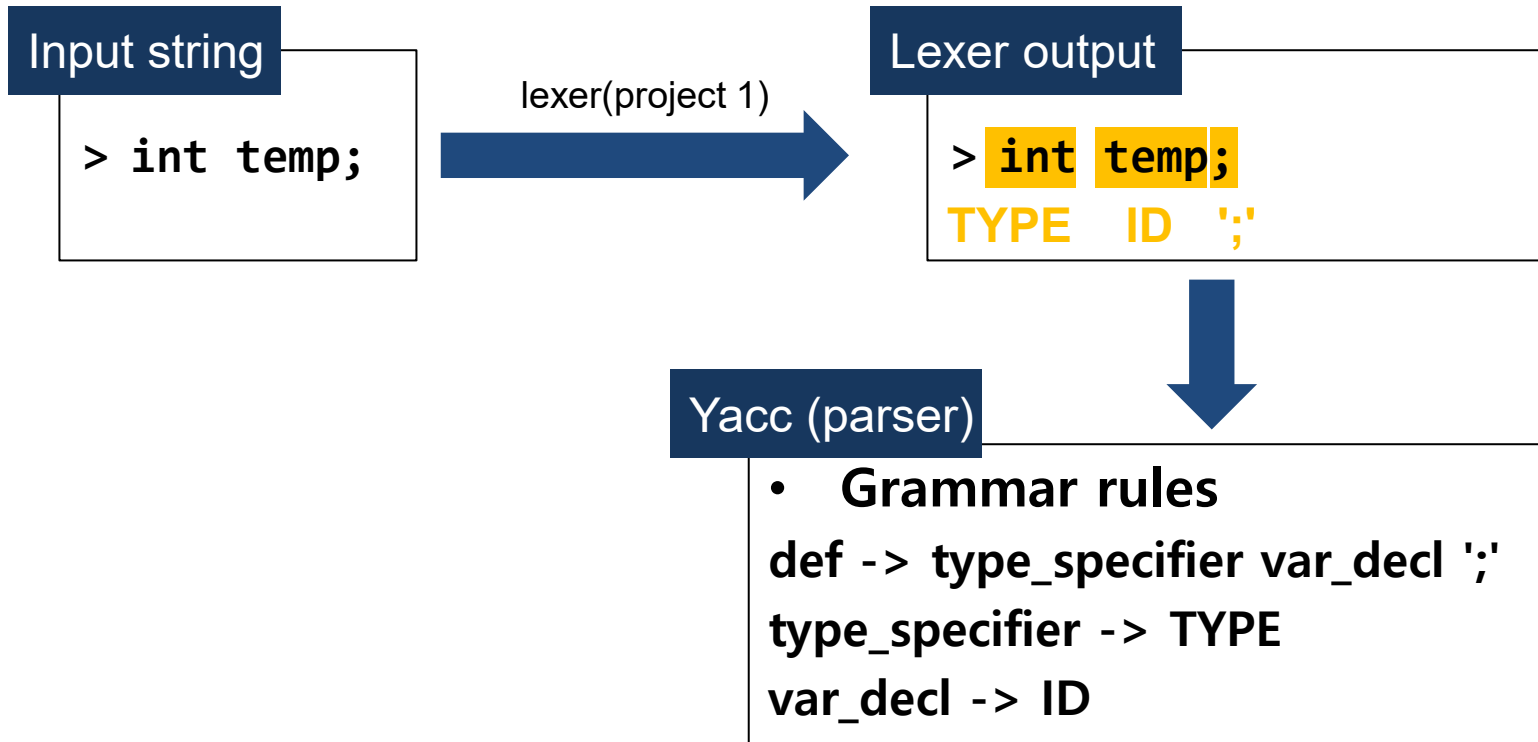 Input string
> int temp;
lexer(project 1)
Lexer output
> int temp;
TYPE ID ';'
Yacc (parser)
• Grammar rules
def -> type_specifier var_decl ';'
type_specifier -> TYPE
var_decl -> ID